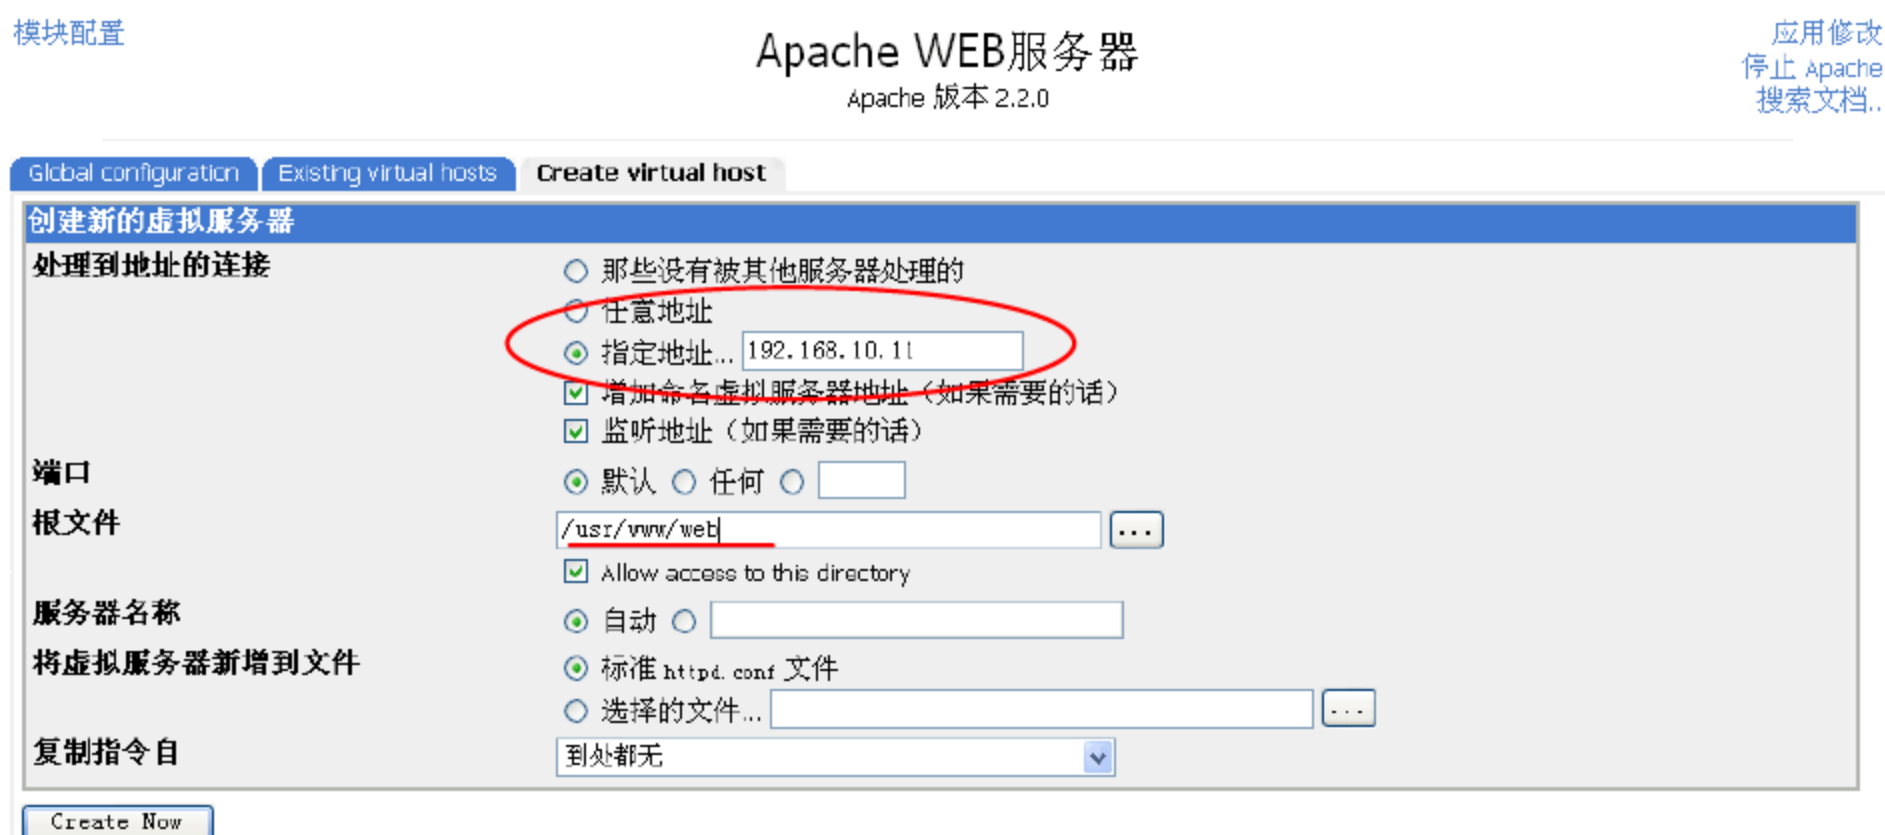 模块配置
Apache WEB服务器
Apache 版本 2.2.0
应用修改
停止 Apache
搜索文档..
Global configuration Existing virtual hosts Create virtual host
创建新的虚拟服务器
处理到地址的连接
那些没有被其他服务器处理的
任意地址
指定地址... 192.168.10.11
增加命名虚拟服务器地址（如果需要的话）
监听地址（如果需要的话）
端口 默认 任何
根文件 /usr/www/web ...
Allow access to this directory
服务器名称 自动
将虚拟服务器新增到文件 标准 httpd.conf 文件
选择的文件... ...
复制指令自 到处都无
Create Now